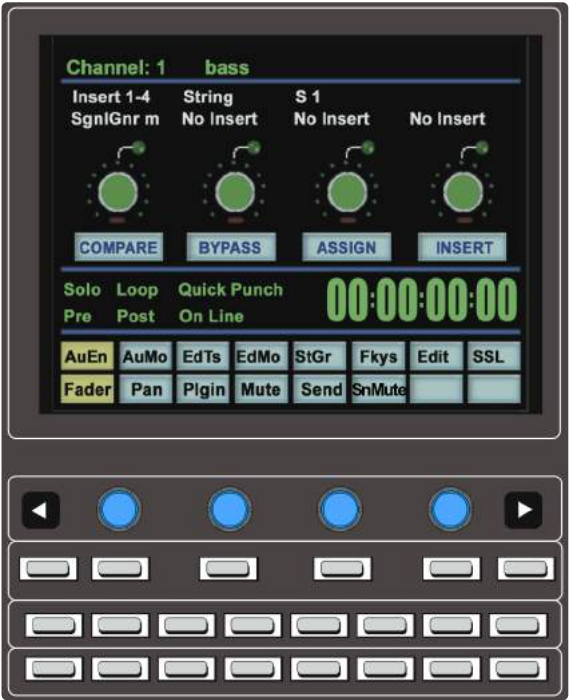 Channel: 1 bass
Insert 1-4 String S 1
SgnlGnr m No Insert No Insert No Insert
COMPARE BYPASS ASSIGN INSERT
Solo Loop Quick Punch
Pre Post On Line
00:00:00:00
AuEn AuMo EdTs EdMo StGr Fkys Edit SSL
Fader Pan Plgin Mute Send SnMute